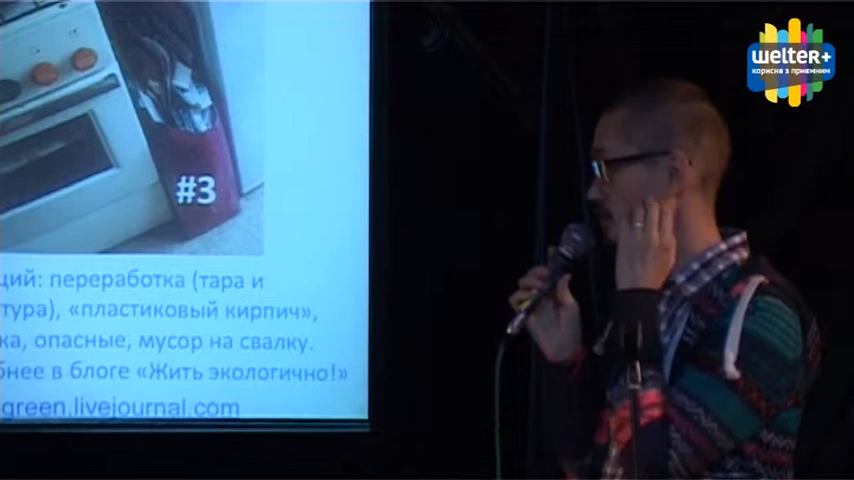 welter+
корисне з приємним
#3
ций: переработка (тара и
тура), «пластиковый кирпич»,
ка, опасные, мусор на свалку.
бнее в блоге «Жить экологично!»
green.livejournal.com